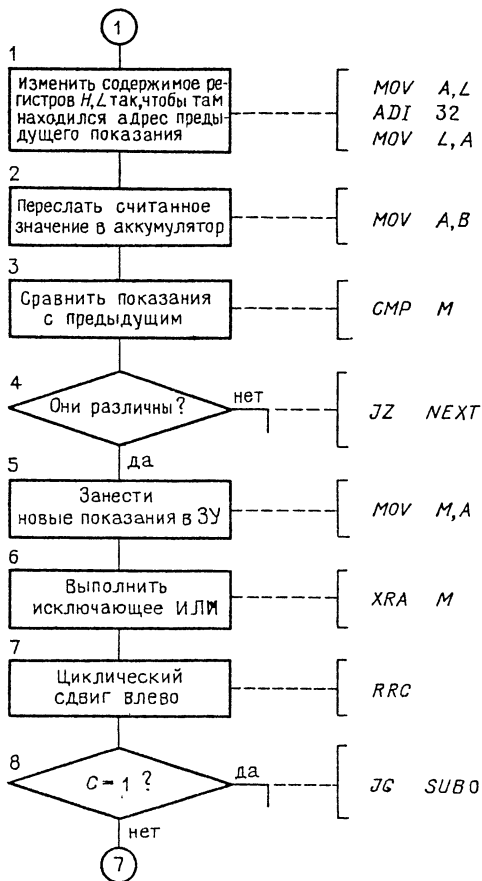 1
1
Изменить содержимое ре-
гистров H,L так,чтобы там
находился адрес преды-
дущего показания
MOV A,L
ADI 32
MOV L,A
2
Переслать считанное
значение в аккумулятор
MOV A,B
3
Сравнить показания
с предыдущим
CMP M
4
Они различны?
нет
JZ NEXT
да
5
Занести
новые показания в ЗУ
MOV M,A
6
Выполнить
исключающее ИЛИ
XRA M
7
Циклический
сдвиг влево
RRC
8
C=1 ?
да
JC SUB0
нет
7